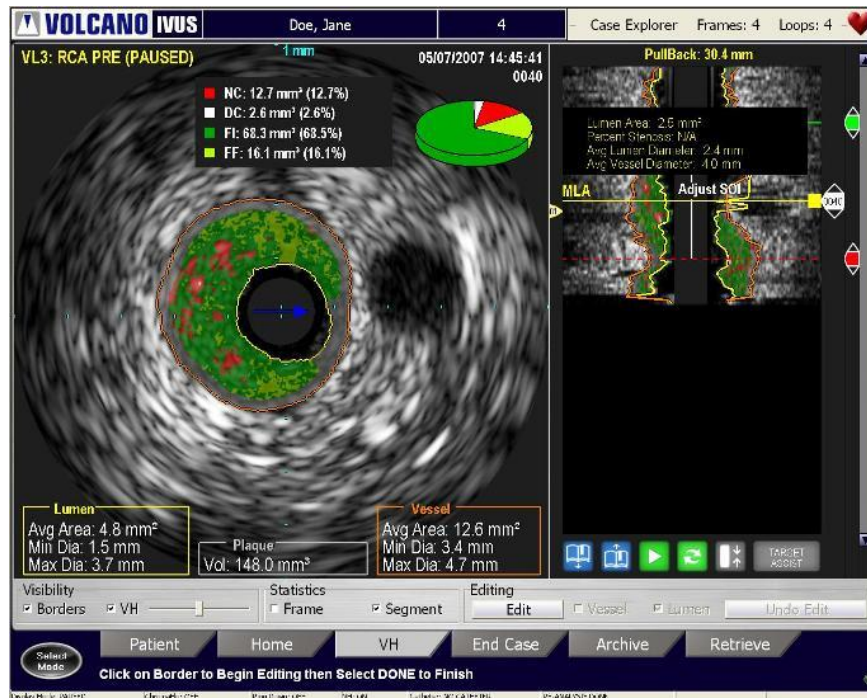 VOLCANO IVUS
Doe, Jane
4
Case Explorer Frames: 4 Loops: 4
VL3: RCA PRE (PAUSED)
1 mm
05/07/2007 14:45:41
0040
NC: 12.7 mm³ (12.7%)
DC: 2.6 mm³ (2.6%)
FI: 68.3 mm³ (68.5%)
FF: 16.1 mm³ (16.1%)
PullBack: 30.4 mm
Percent Stenosis: N/A
Avg Lumen Diameter: 2.4 mm
Avg Vessel Diameter: 4.0 mm
MLA
Adjust SOI
0040
Lumen
Avg Area: 4.8 mm²
Min Dia: 1.5 mm
Max Dia: 3.7 mm
Plaque
Vol: 148.0 mm³
Vessel
Avg Area: 12.6 mm²
Min Dia: 3.4 mm
Max Dia: 4.7 mm
TARGET
ASSIST
Visibility
Borders VH
Statistics
Frame Segment
Editing
Edit Vessel Lumen Undo Edit
Select
Mode
Patient Home VH End Case Archive Retrieve
Click on Border to Begin Editing then Select DONE to Finish